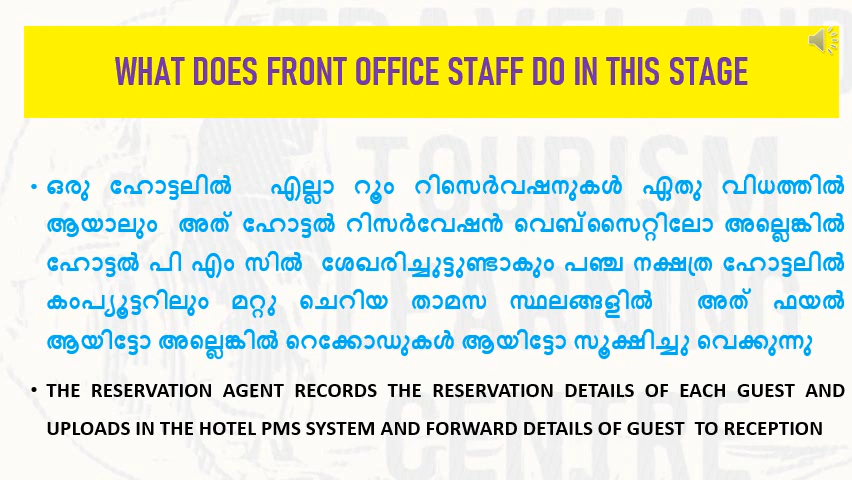 WHAT DOES FRONT OFFICE STAFF DO IN THIS STAGE
• ഒരു ഹോട്ടലിൽ എല്ലാ റൂം റിസെർവഷനുകൾ ഏതു വിധത്തിൽ
ആയാലും അത് ഹോട്ടൽ റിസർവേഷൻ വെബ്സൈറ്റിലോ അല്ലെങ്കിൽ
ഹോട്ടൽ പി എം സിൽ ശേഖരിച്ചുട്ടുണ്ടാകും പഞ്ച നക്ഷത്ര ഹോട്ടലിൽ
കംപ്യൂട്ടറിലും മറ്റു ചെറിയ താമസ സ്ഥലങ്ങളിൽ അത് ഫയൽ
ആയിട്ടോ അല്ലെങ്കിൽ റെക്കോഡുകൾ ആയിട്ടോ സൂക്ഷിച്ചു വെക്കുന്നു
• THE RESERVATION AGENT RECORDS THE RESERVATION DETAILS OF EACH GUEST AND
UPLOADS IN THE HOTEL PMS SYSTEM AND FORWARD DETAILS OF GUEST TO RECEPTION
TOURISM
LEARNING
CENTRE